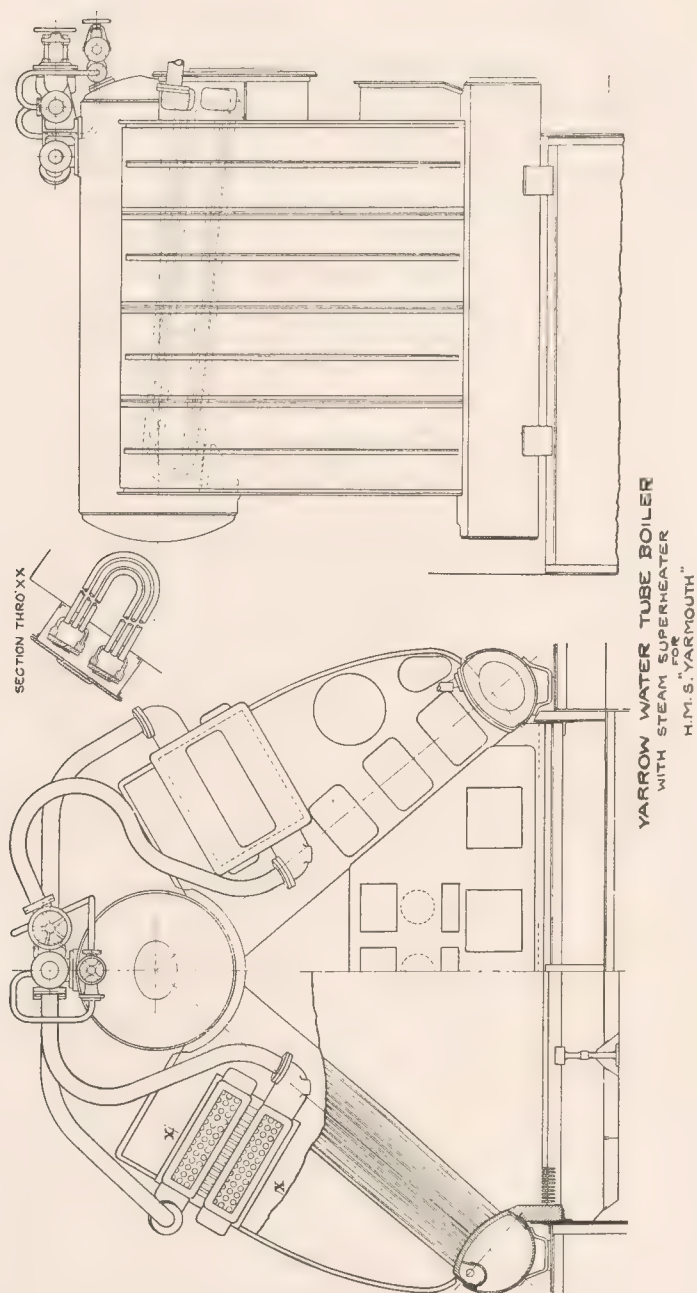 SECTION THRO' XX
X
X
YARROW WATER TUBE BOILER
WITH STEAM SUPERHEATER
FOR
H.M.S. "YARMOUTH"